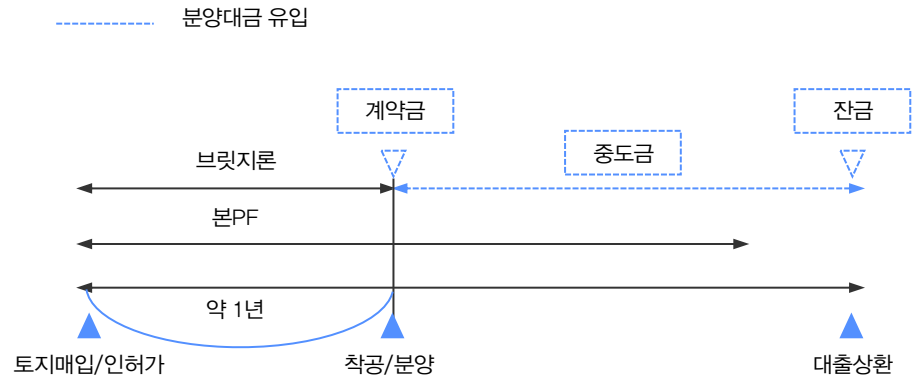 분양대금 유입
계약금
잔금
중도금
브릿지론
본PF
약 1년
토지매입/인허가
착공/분양
대출상환